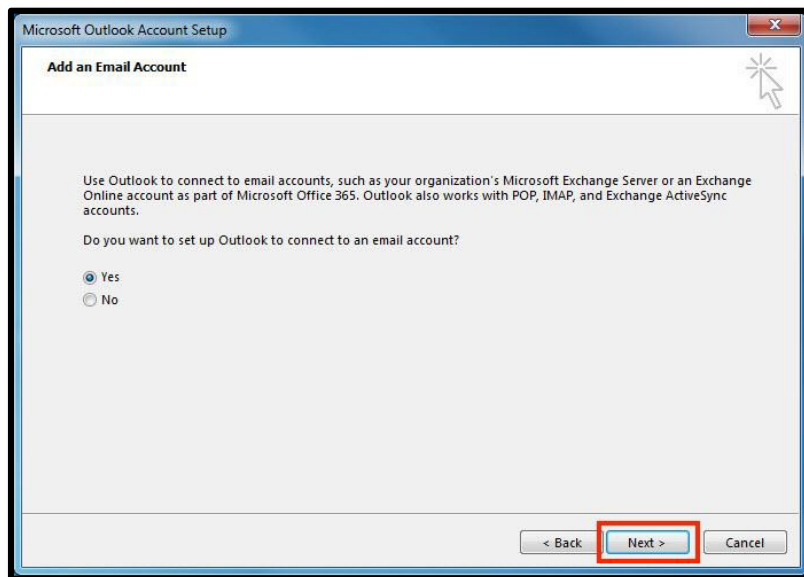 Microsoft Outlook Account Setup
Add an Email Account
Use Outlook to connect to email accounts, such as your organization's Microsoft Exchange Server or an Exchange
Online account as part of Microsoft Office 365. Outlook also works with POP, IMAP, and Exchange ActiveSync
accounts.
Do you want to set up Outlook to connect to an email account?
Yes
No
< Back Next > Cancel